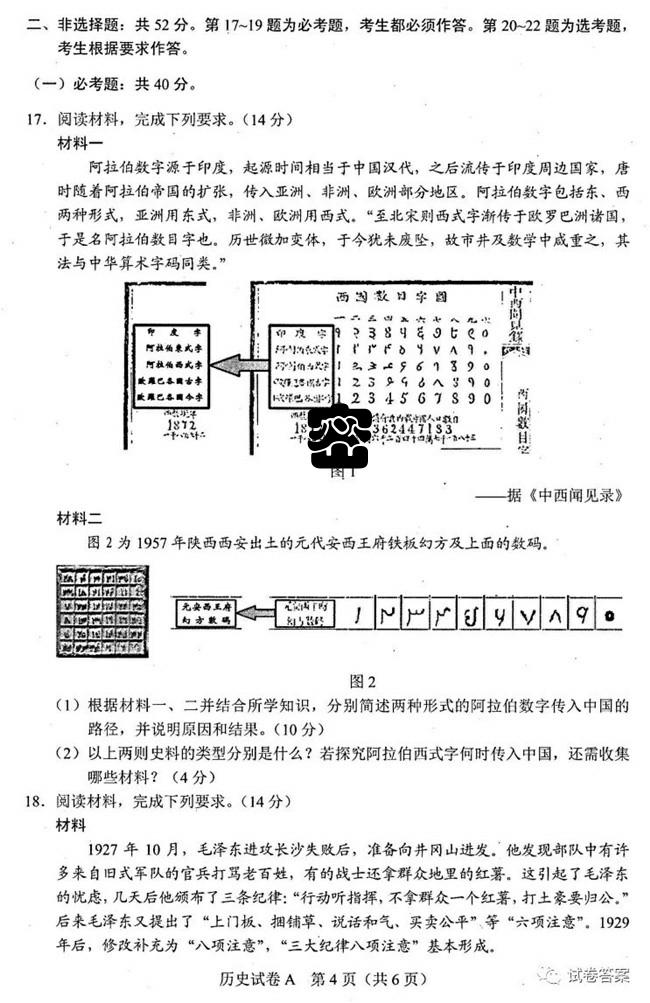 二、非选择题：共 52 分。第 17~19 题为必考题，考生都必须作答。第 20~22 题为选考题，
考生根据要求作答。
（一）必考题：共 40 分。
17．阅读材料，完成下列要求。（14 分）
材料一
阿拉伯数字源于印度，起源时间相当于中国汉代，之后流传于印度周边国家，唐
时随着阿拉伯帝国的扩张，传入亚洲、非洲、欧洲部分地区。阿拉伯数字包括东、西
两种形式，亚洲用东式，非洲、欧洲用西式。“至北宋则西式字渐传于欧罗巴洲诸国，
于是名阿拉伯数目字也。历世微加变体，于今犹未废坠，故市井及数学中咸重之，其
法与中华算术字码同类。”
西国数目字圖
中西聞見錄
西國數目字
印度字
阿拉伯東式字
阿拉伯西式字
歐羅巴各國古字
歐羅巴各國今字
1872
印度字
1 2 3 4 5 6 7 8 9 0
362447183
图 1
——据《中西闻见录》
材料二
图 2 为 1957 年陕西西安出土的元代安西王府铁板幻方及上面的数码。
元安西王府
幻方數碼
图 2
（1）根据材料一、二并结合所学知识，分别简述两种形式的阿拉伯数字传入中国的
路径，并说明原因和结果。（10 分）
（2）以上两则史料的类型分别是什么？若探究阿拉伯西式字何时传入中国，还需收集
哪些材料？（4 分）
18．阅读材料，完成下列要求。（14 分）
材料
1927 年 10 月，毛泽东进攻长沙失败后，准备向井冈山进发。他发现部队中有许
多来自旧式军队的官兵打骂老百姓，有的战士还拿群众地里的红薯。这引起了毛泽东
的忧虑，几天后他颁布了三条纪律：“行动听指挥，不拿群众一个红薯，打土豪要归公。”
后来毛泽东又提出了“上门板、捆铺草、说话和气、买卖公平”等“六项注意”。1929
年后，修改补充为“八项注意”，“三大纪律八项注意”基本形成。
历史试卷 A 第 4 页（共 6 页）
试卷答案